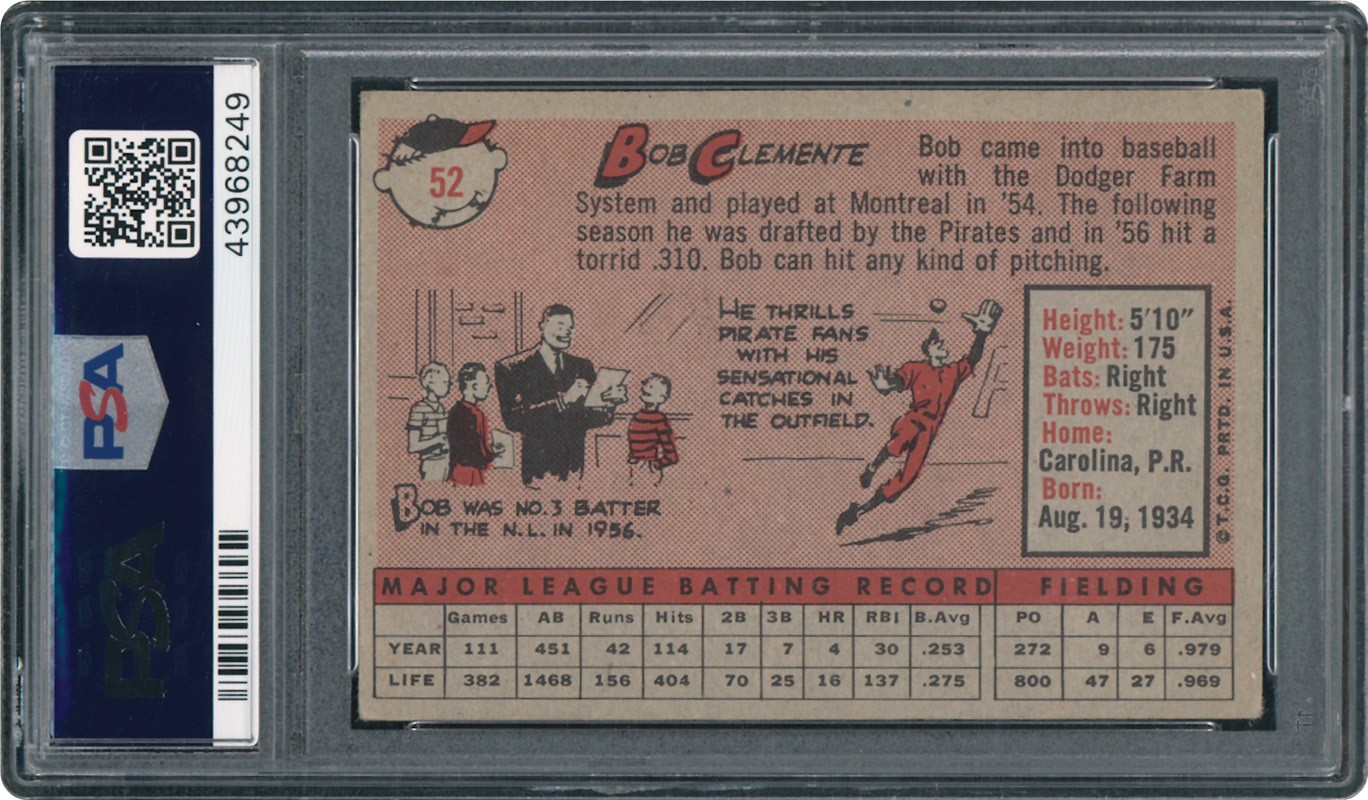 43968249
PSA
PSA
52
BOB CLEMENTE
Bob came into baseball
with the Dodger Farm
System and played at Montreal in '54. The following
season he was drafted by the Pirates and in '56 hit a
torrid .310. Bob can hit any kind of pitching.
BOB WAS NO. 3 BATTER
IN THE N.L. IN 1956.
HE THRILLS
PIRATE FANS
WITH HIS
SENSATIONAL
CATCHES IN
THE OUTFIELD.
Height: 5'10"
Weight: 175
Bats: Right
Throws: Right
Home:
Carolina, P.R.
Born:
Aug. 19, 1934
© T.C.G. PRTD. IN U.S.A.
MAJOR LEAGUE BATTING RECORD FIELDING
Games AB Runs Hits 2B 3B HR RBI B.Avg PO A E F.Avg
YEAR 111 451 42 114 17 7 4 30 .253 272 9 6 .979
LIFE 382 1468 156 404 70 25 16 137 .275 800 47 27 .969
PSA